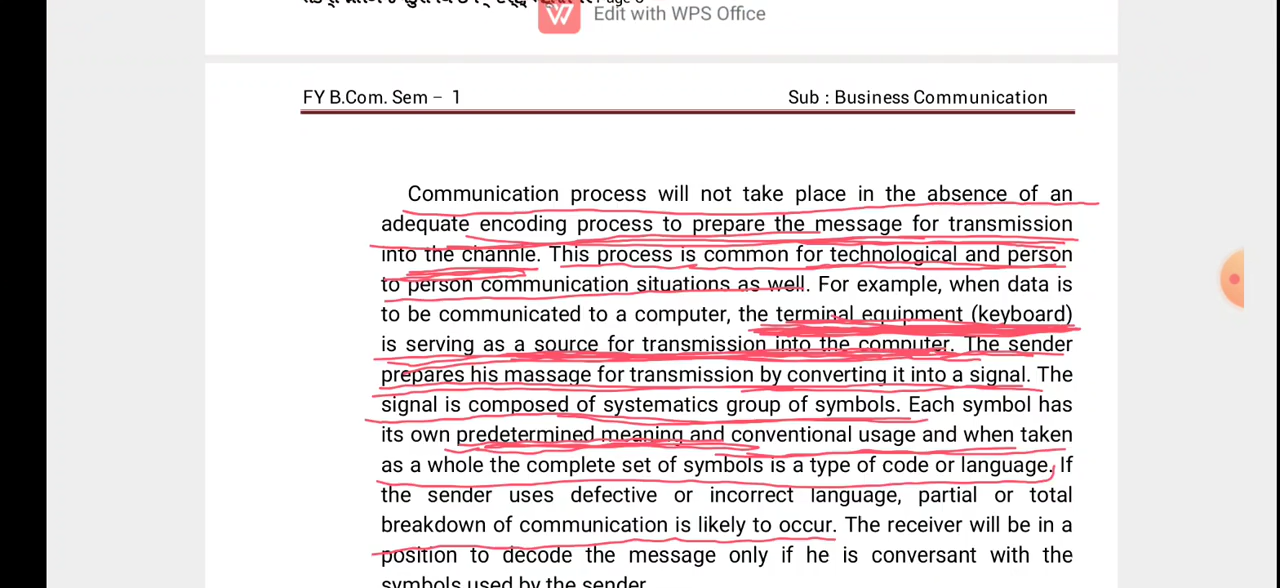 Edit with WPS Office
FY B.Com. Sem – 1
Sub : Business Communication
Communication process will not take place in the absence of an
adequate encoding process to prepare the message for transmission
into the channle. This process is common for technological and person
to person communication situations as well. For example, when data is
to be communicated to a computer, the terminal equipment (keyboard)
is serving as a source for transmission into the computer. The sender
prepares his massage for transmission by converting it into a signal. The
signal is composed of systematics group of symbols. Each symbol has
its own predetermined meaning and conventional usage and when taken
as a whole the complete set of symbols is a type of code or language. If
the sender uses defective or incorrect language, partial or total
breakdown of communication is likely to occur. The receiver will be in a
position to decode the message only if he is conversant with the
symbols used by the sender.